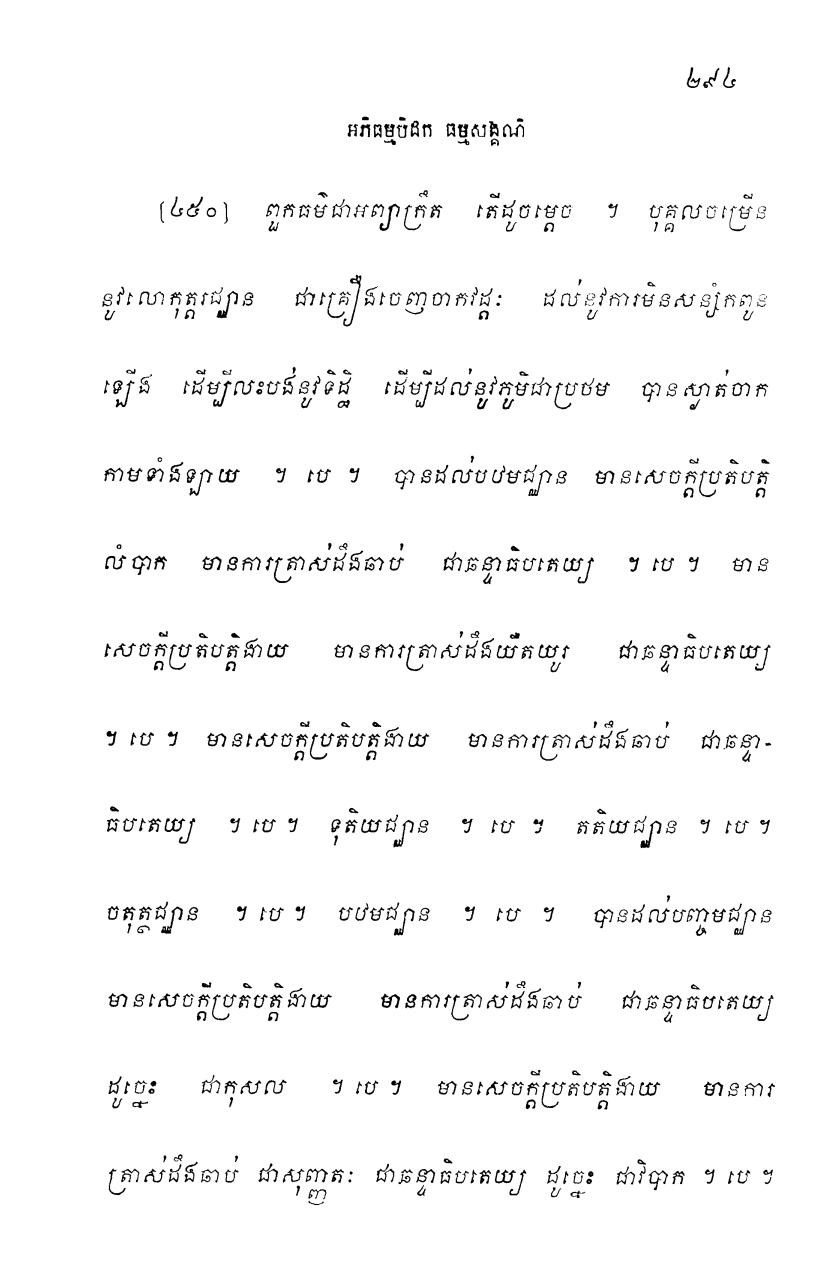 ២៩៤
អភិធម្មបិដក ធម្មសង្គណិ
[៤៥០] ពួកធម៌ជាអព្យាក្រឹត តើដូចម្តេច ។ បុគ្គលចម្រើន
នូវលោកុត្តរជ្ឈាន ជាគ្រឿងចេញចាកវដ្តៈ ដល់នូវការមិនសន្សំកពូន
ឡើង ដើម្បីលះបង់នូវទិដ្ឋិ ដើម្បីដល់នូវភូមិជាប្រថម បានស្ងាត់ចាក
កាមទាំងឡាយ ។ បេ ។ បានដល់បឋមជ្ឈាន មានសេចក្តីប្រតិបត្តិ
លំបាក មានការត្រាស់ដឹងឆាប់ ជាឆន្ទាធិបតេយ្យ ។ បេ ។ មាន
សេចក្តីប្រតិបត្តិងាយ មានការត្រាស់ដឹងយឺតយូរ ជាឆន្ទាធិបតេយ្យ
។ បេ ។ មានសេចក្តីប្រតិបត្តិងាយ មានការត្រាស់ដឹងឆាប់ ជាឆន្ទា-
ធិបតេយ្យ ។ បេ ។ ទុតិយជ្ឈាន ។ បេ ។ តតិយជ្ឈាន ។ បេ ។
ចតុត្ថជ្ឈាន ។ បេ ។ បឋមជ្ឈាន ។ បេ ។ បានដល់បញ្ចមជ្ឈាន
មានសេចក្តីប្រតិបត្តិងាយ មានការត្រាស់ដឹងឆាប់ ជាឆន្ទាធិបតេយ្យ
ដូច្នេះ ជាកុសល ។ បេ ។ មានសេចក្តីប្រតិបត្តិងាយ មានការ
ត្រាស់ដឹងឆាប់ ជាសុញ្ញតៈ ជាឆន្ទាធិបតេយ្យ ដូច្នេះ ជាវិបាក ។ បេ ។